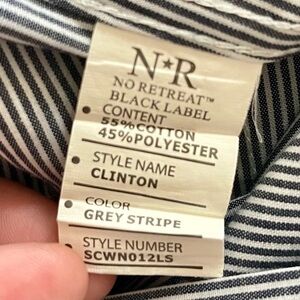 N★R
NO RETREAT™
BLACK LABEL
CONTENT
55%COTTON
45%POLYESTER
STYLE NAME
CLINTON
COLOR
GREY STRIPE
STYLE NUMBER
SCWN012LS